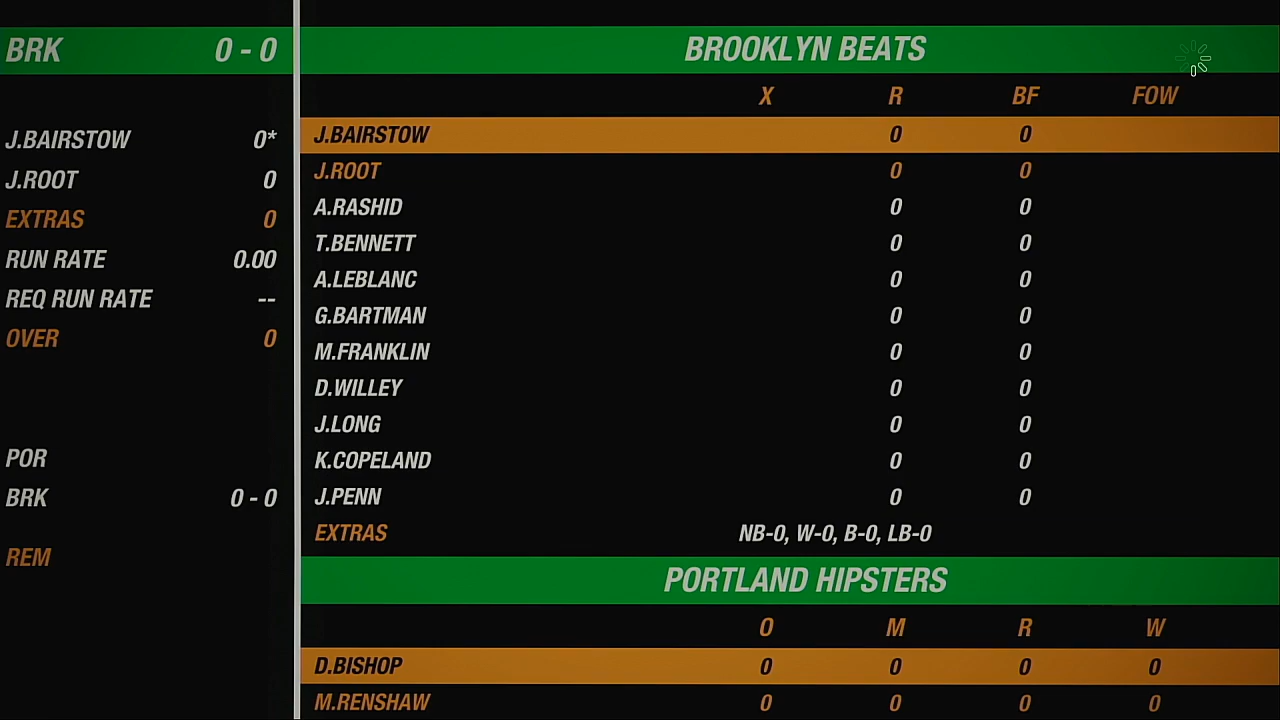 BRK 0 - 0
J.BAIRSTOW 0*
J.ROOT 0
EXTRAS 0
RUN RATE 0.00
REQ RUN RATE --
OVER 0
POR
BRK 0 - 0
REM
BROOKLYN BEATS
X R BF FOW
J.BAIRSTOW 0 0
J.ROOT 0 0
A.RASHID 0 0
T.BENNETT 0 0
A.LEBLANC 0 0
G.BARTMAN 0 0
M.FRANKLIN 0 0
D.WILLEY 0 0
J.LONG 0 0
K.COPELAND 0 0
J.PENN 0 0
EXTRAS NB-0, W-0, B-0, LB-0
PORTLAND HIPSTERS
O M R W
D.BISHOP 0 0 0 0
M.RENSHAW 0 0 0 0